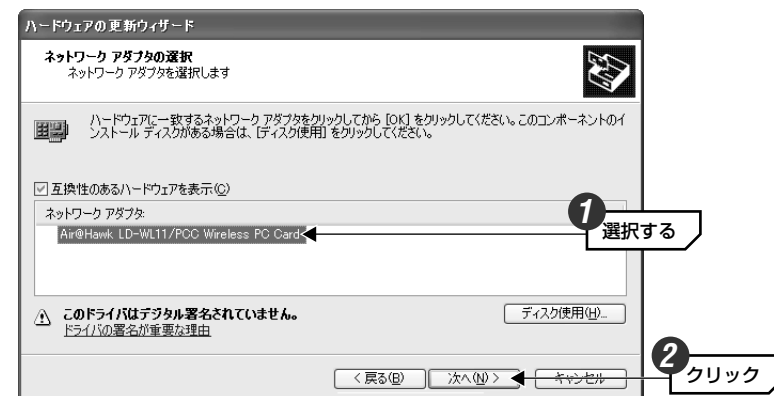 ハードウェアの更新ウィザード
ネットワーク アダプタの選択
ネットワーク アダプタを選択します
ハードウェアに一致するネットワーク アダプタをクリックしてから [OK] をクリックしてください。このコンポーネントのイ
ンストール ディスクがある場合は、[ディスク使用] をクリックしてください。
互換性のあるハードウェアを表示(C)
ネットワーク アダプタ:
Air@Hawk LD-WL11/PCC Wireless PC Card
1
選択する
このドライバはデジタル署名されていません。
ドライバの署名が重要な理由
ディスク使用(H)...
< 戻る(B)
次へ(N) >
キャンセル
2
クリック